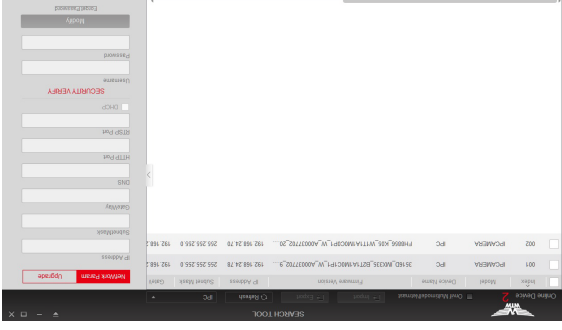 SEARCH TOOL
WTW
Online Device 2 Import Export Refresh IPC
Index Model Device Name Firmware Version IP Address Subnet Mask Gatew
001 IPCAMERA IPC 192.168.24.78 255.255.255.0 192.168.2
002 IPCAMERA IPC 192.168.24.70 255.255.255.0 192.168.2
NetWork Param Upgrade
IP Address
SubnetMask
GateWay
DNS
HTTP Port
RTSP Port
DHCP
SECURITY VERIFY
Username
Password
Modify
Forget Password